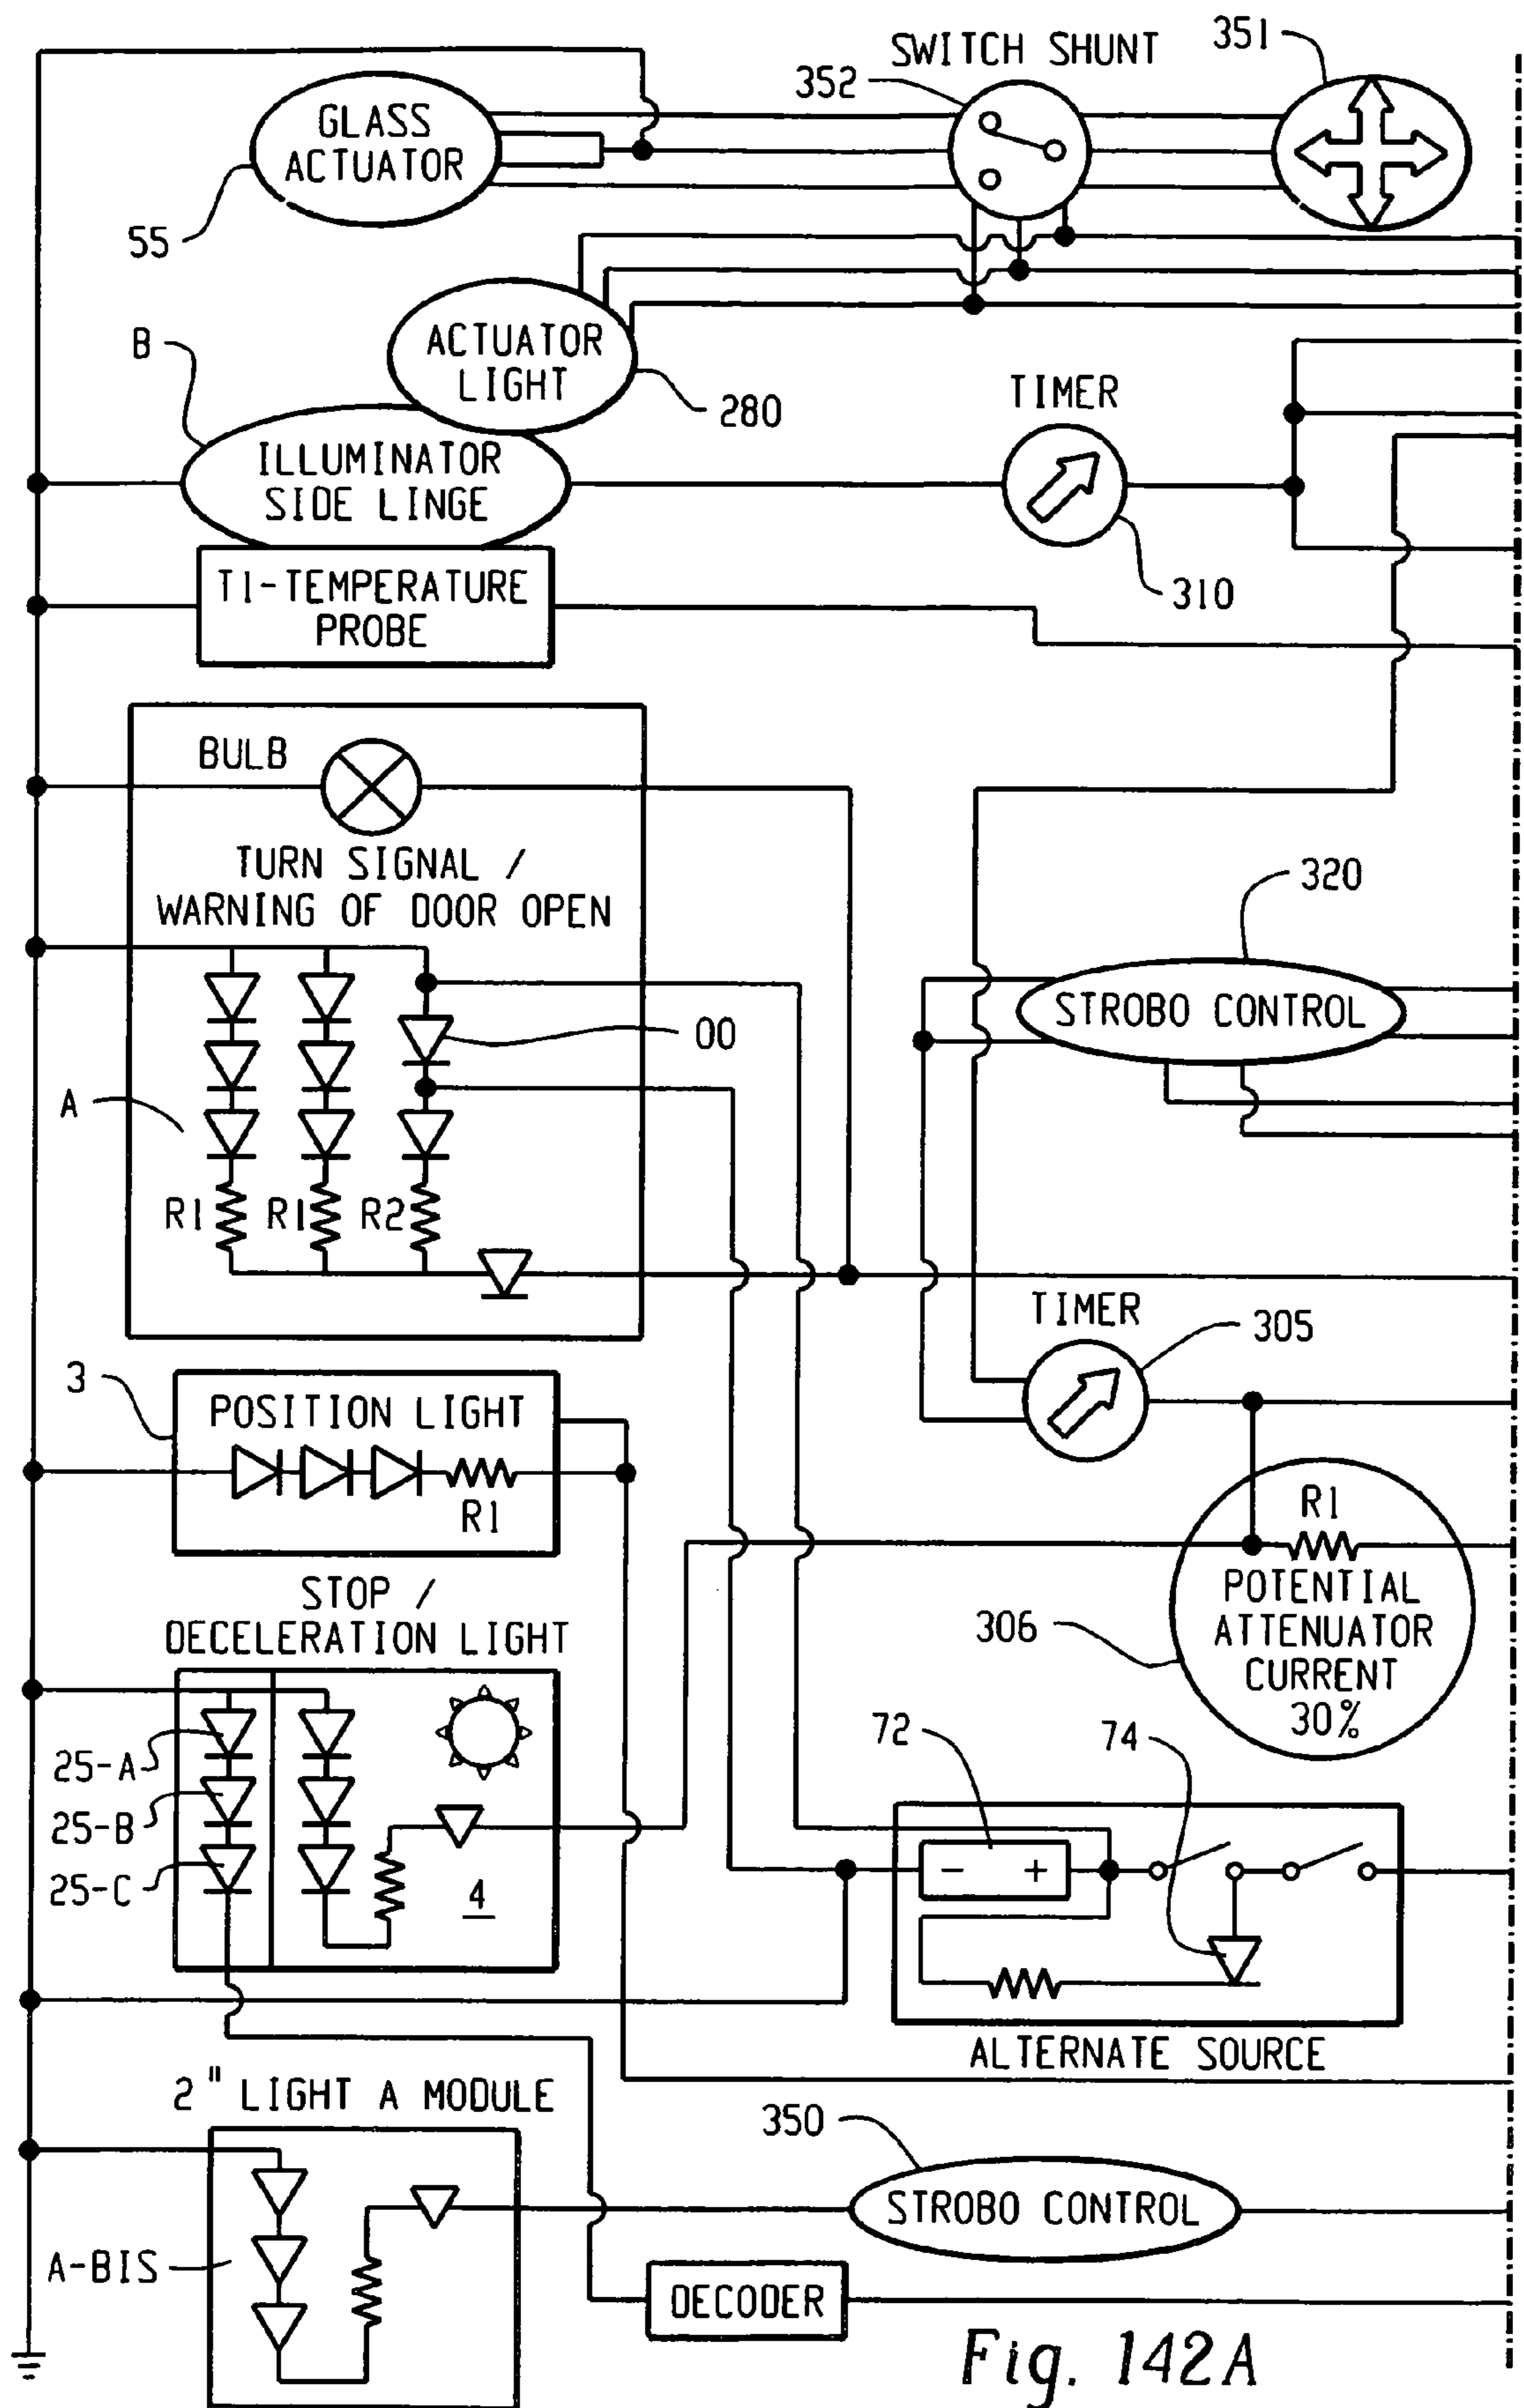 SWITCH SHUNT
351
352
GLASS
ACTUATOR
55
B
ACTUATOR
LIGHT
280
TIMER
ILLUMINATOR
SIDE LINGE
310
T1-TEMPERATURE
PROBE
BULB
TURN SIGNAL /
WARNING OF DOOR OPEN
320
STROBO CONTROL
00
A
R1 R1 R2
TIMER
305
3
POSITION LIGHT
R1
R1
POTENTIAL
ATTENUATOR
CURRENT
30%
306
STOP /
DECELERATION LIGHT
72
74
25-A
25-B
25-C
4
- +
ALTERNATE SOURCE
2" LIGHT A MODULE
350
STROBO CONTROL
A-BIS
DECODER
Fig. 142A